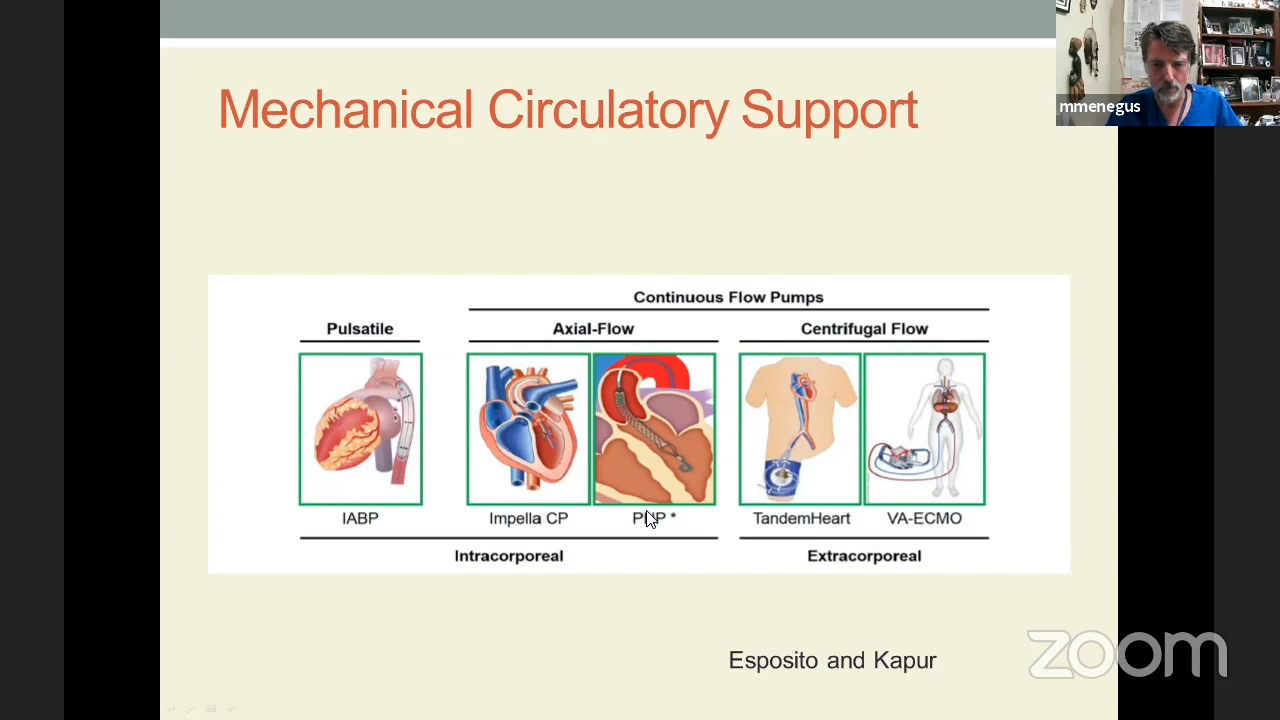 Mechanical Circulatory Support
mmenegus
Continuous Flow Pumps
Pulsatile
Axial-Flow
Centrifugal Flow
IABP
Impella CP
TandemHeart
VA-ECMO
Intracorporeal
Extracorporeal
Esposito and Kapur
zoom